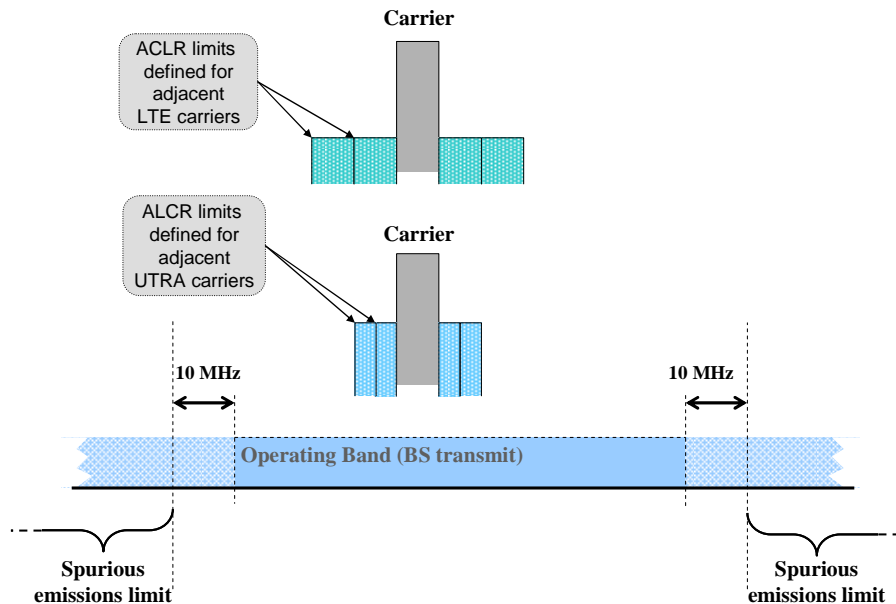 Carrier
ACLR limits
defined for
adjacent
LTE carriers
ALCR limits
defined for
adjacent
UTRA carriers
Carrier
10 MHz
10 MHz
Operating Band (BS transmit)
Spurious
emissions limit
Spurious
emissions limit